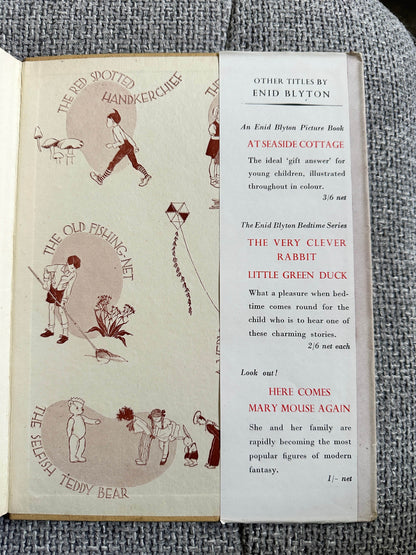 THE RED SPOTTED
HANDKERCHIEF
THE OLD FISHING-NET
THE SELFISH
TEDDY BEAR
OTHER TITLES BY
ENID BLYTON
An Enid Blyton Picture Book
AT SEASIDE COTTAGE
The ideal 'gift answer' for
young children, illustrated
throughout in colour.
3/6 net
The Enid Blyton Bedtime Series
THE VERY CLEVER
RABBIT
LITTLE GREEN DUCK
What a pleasure when bed-
time comes round for the
child who is to hear one of
these charming stories.
2/6 net each
Look out!
HERE COMES
MARY MOUSE AGAIN
She and her family are
rapidly becoming the most
popular figures of modern
fantasy.
1/- net